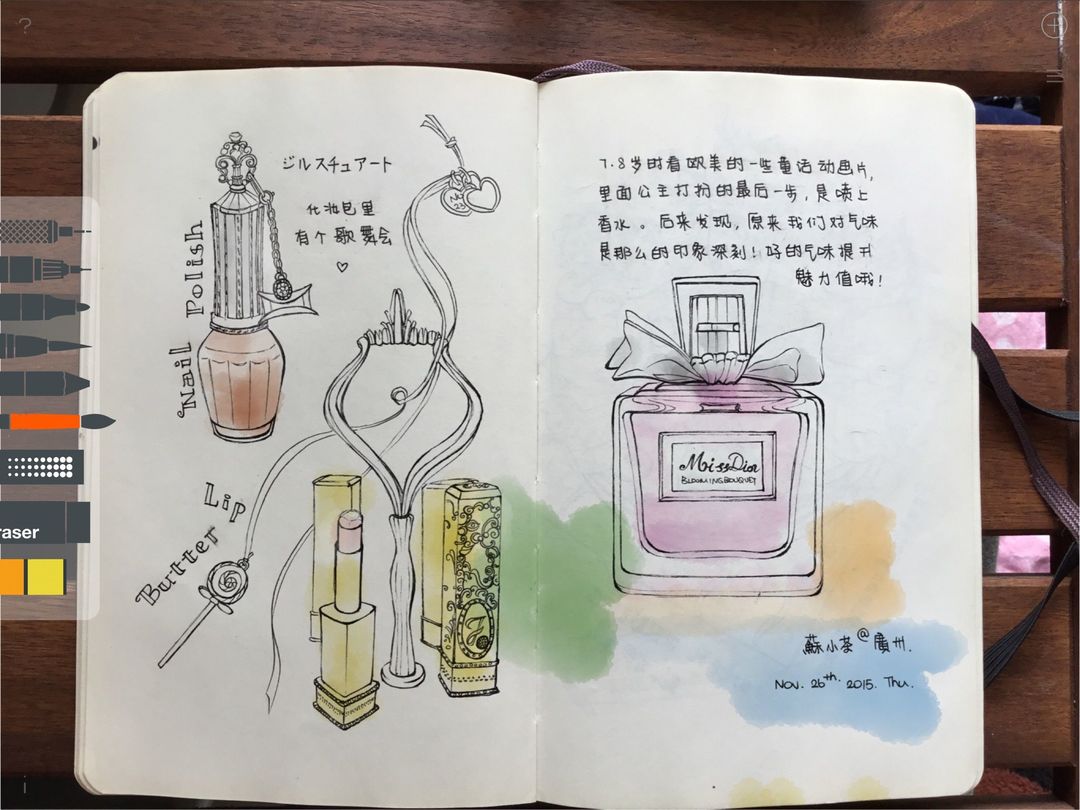 ?
ジルスチュアート
化妆包里
有个歌舞会
Nail Polish
Butter Lip
7.8岁时看欧美的一些童话动画片,
里面公主打扮的最后一步,是喷上
香水。后来发现,原来我们对气味
是那么的印象深刻!好的气味提升
魅力值哦!
Miss Dior
BLOOMING BOUQUET
蘇小茶@廣州.
Nov. 26th. 2015. Thu.
raser
i